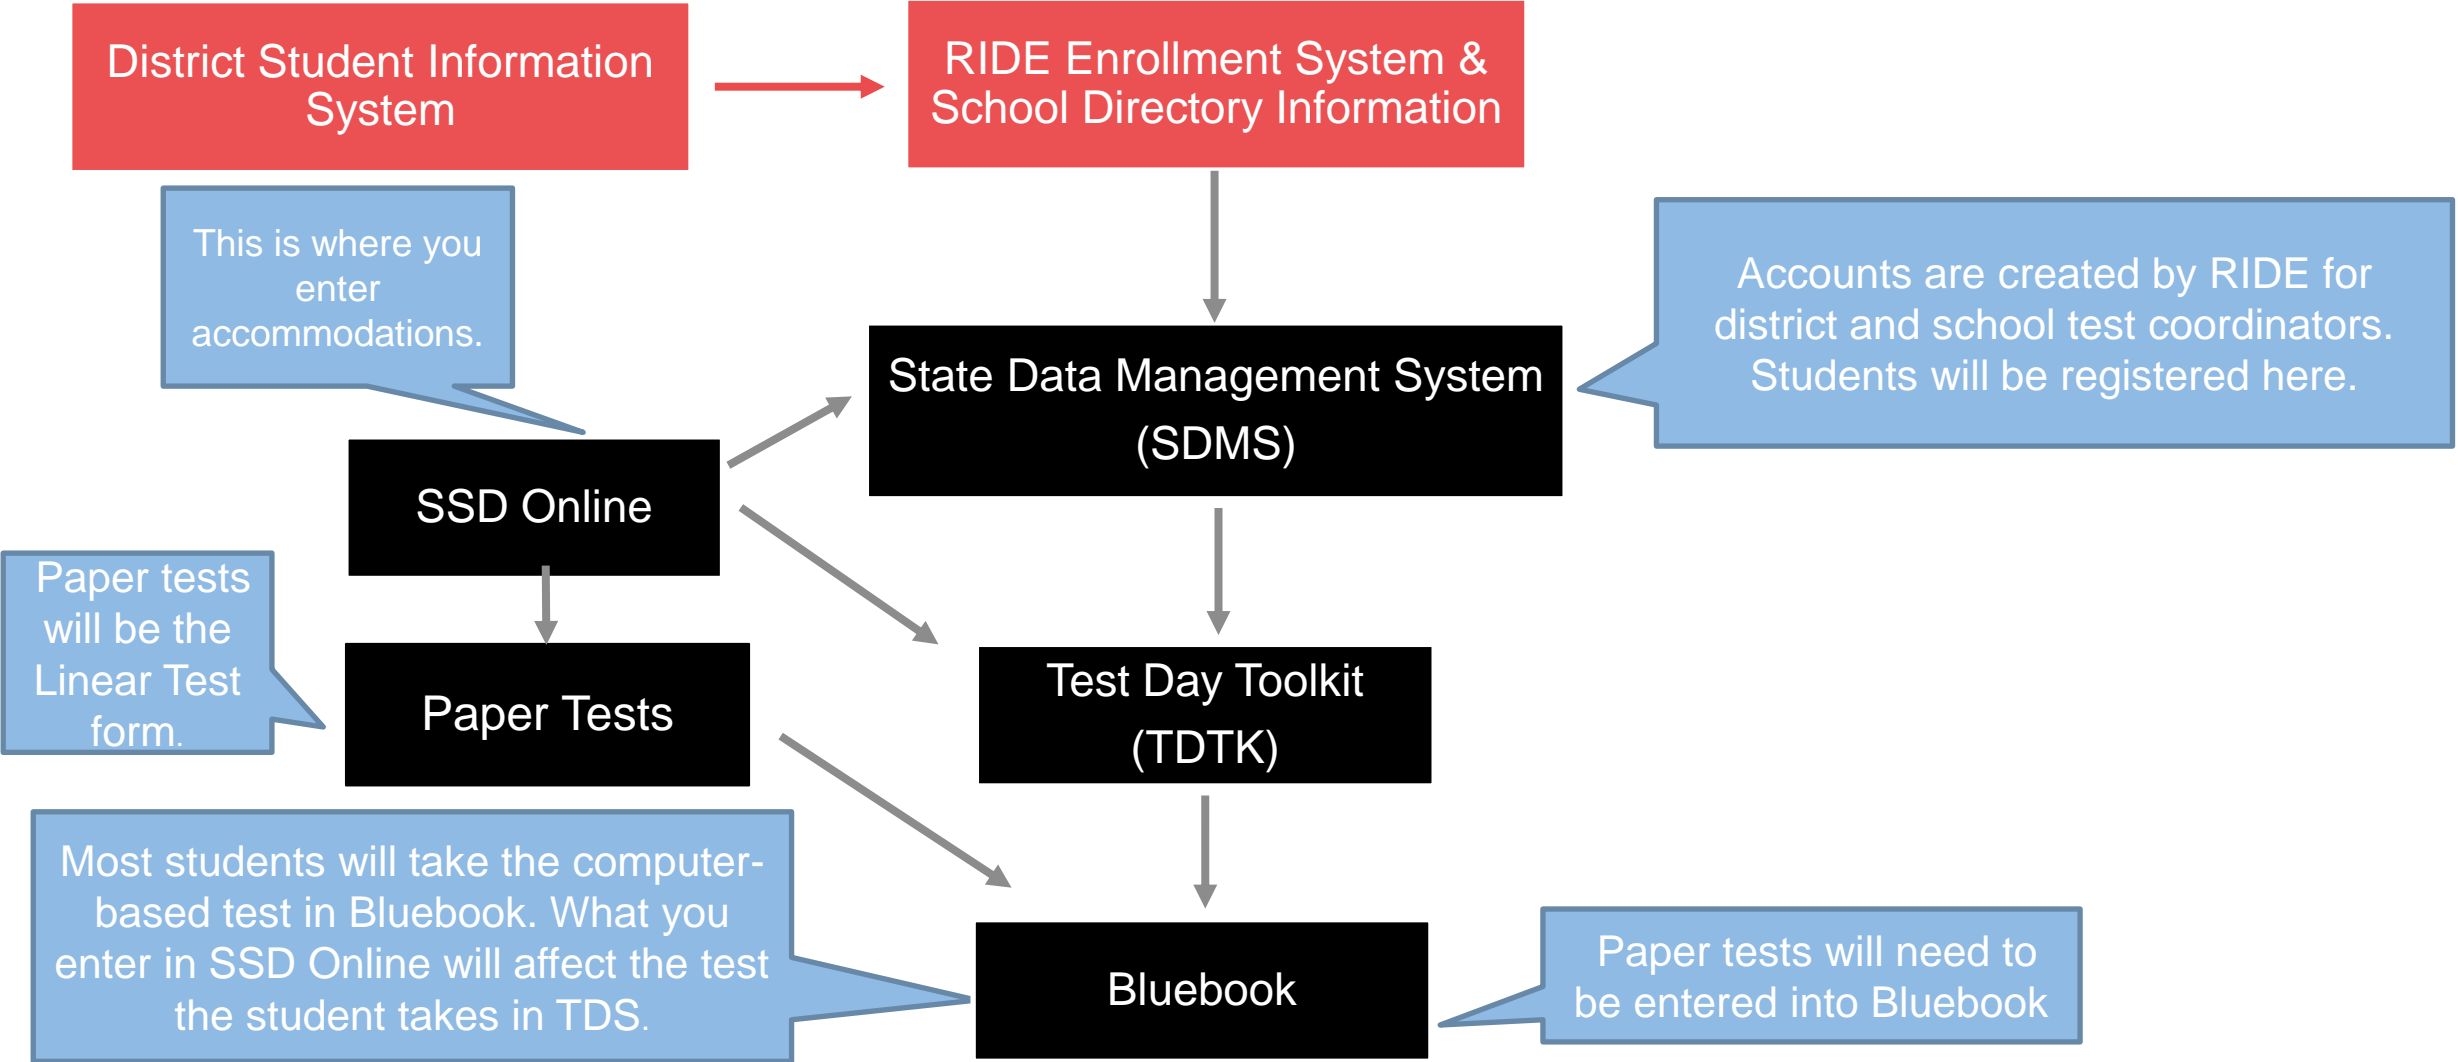 District Student Information
System
RIDE Enrollment System &
School Directory Information
This is where you
enter
accommodations.
Accounts are created by RIDE for
district and school test coordinators.
Students will be registered here.
State Data Management System
(SDMS)
SSD Online
Paper tests
will be the
Linear Test
form.
Paper Tests
Test Day Toolkit
(TDTK)
Most students will take the computer-
based test in Bluebook. What you
enter in SSD Online will affect the test
the student takes in TDS.
Bluebook
Paper tests will need to
be entered into Bluebook